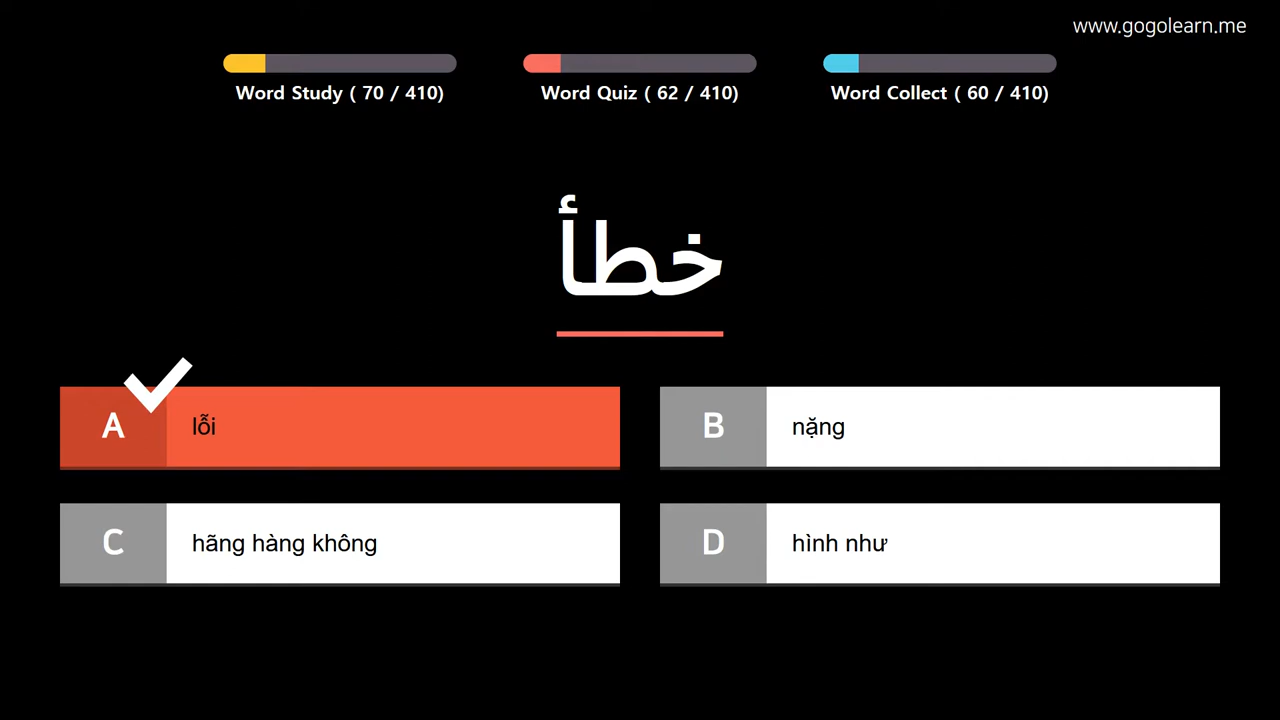 www.gogolearn.me
Word Study ( 70 / 410)
Word Quiz ( 62 / 410)
Word Collect ( 60 / 410)
خطأ
A
lỗi
B
nặng
C
hãng hàng không
D
hình như